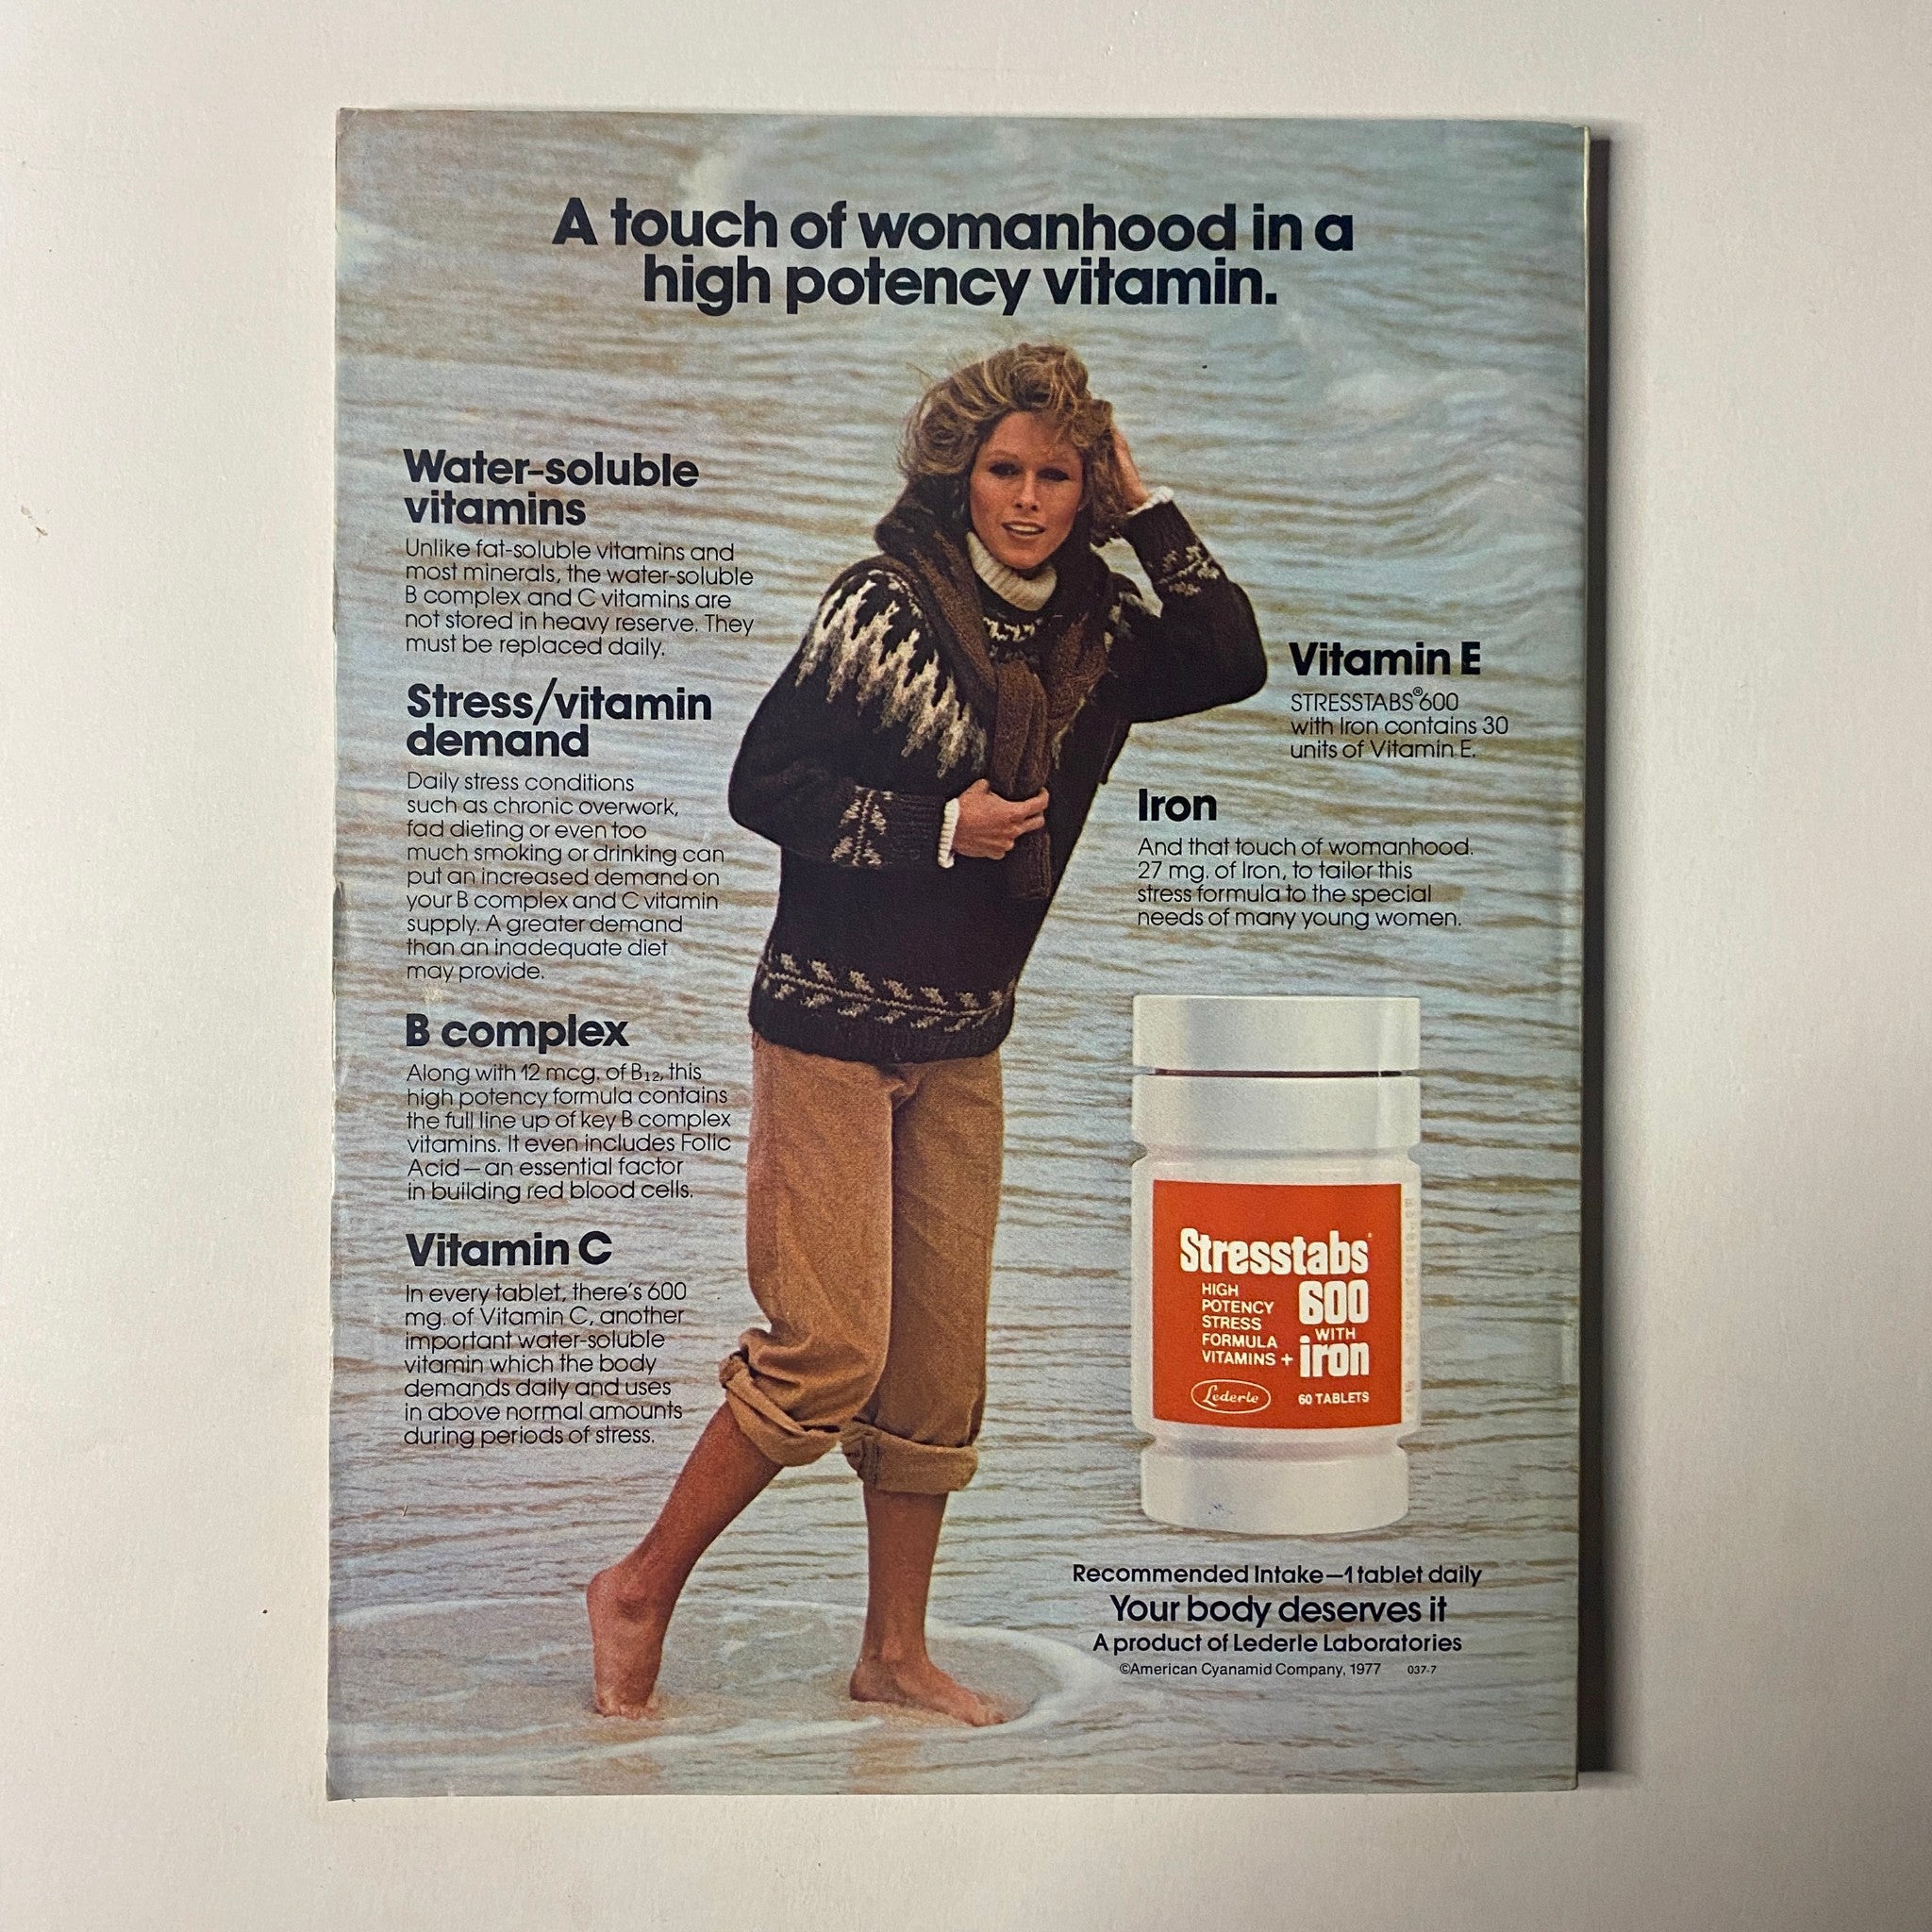 A touch of womanhood in a
high potency vitamin.
Water-soluble
vitamins
Unlike fat-soluble vitamins and
most minerals, the water-soluble
B complex and C vitamins are
not stored in heavy reserve. They
must be replaced daily.
Stress/vitamin
demand
Daily stress conditions
such as chronic overwork,
fad dieting or even too
much smoking or drinking can
put an increased demand on
your B complex and C vitamin
supply. A greater demand
than an inadequate diet
may provide.
B complex
Along with 12 mcg. of B₁₂, this
high potency formula contains
the full line up of key B complex
vitamins. It even includes Folic
Acid—an essential factor
in building red blood cells.
Vitamin C
In every tablet, there's 600
mg. of Vitamin C, another
important water-soluble
vitamin which the body
demands daily and uses
in above normal amounts
during periods of stress.
Vitamin E
STRESSTABS®600
with Iron contains 30
units of Vitamin E.
Iron
And that touch of womanhood.
27 mg. of Iron, to tailor this
stress formula to the special
needs of many young women.
Stresstabs
600
HIGH
POTENCY
STRESS
FORMULA
VITAMINS +
WITH
iron
Lederle
60 TABLETS
Recommended Intake—1 tablet daily
Your body deserves it
A product of Lederle Laboratories
©American Cyanamid Company, 1977 037-7